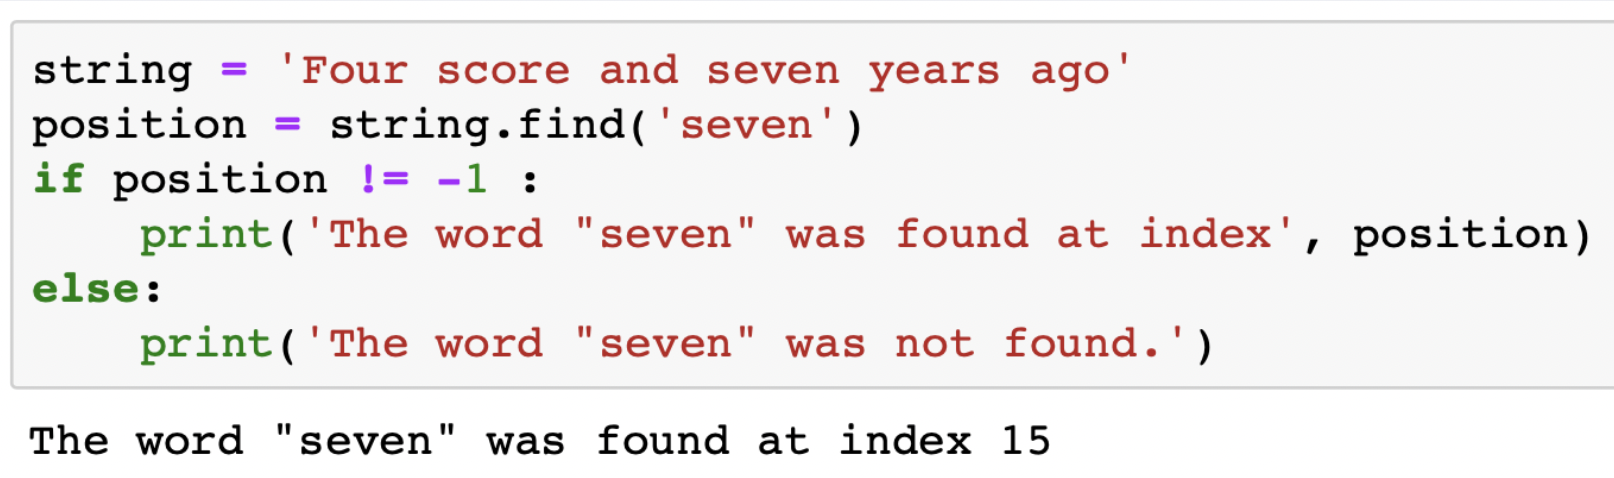 string = 'Four score and seven years ago'
position = string.find('seven')
if position != -1 :
    print('The word "seven" was found at index', position)
else:
    print('The word "seven" was not found.')
The word "seven" was found at index 15